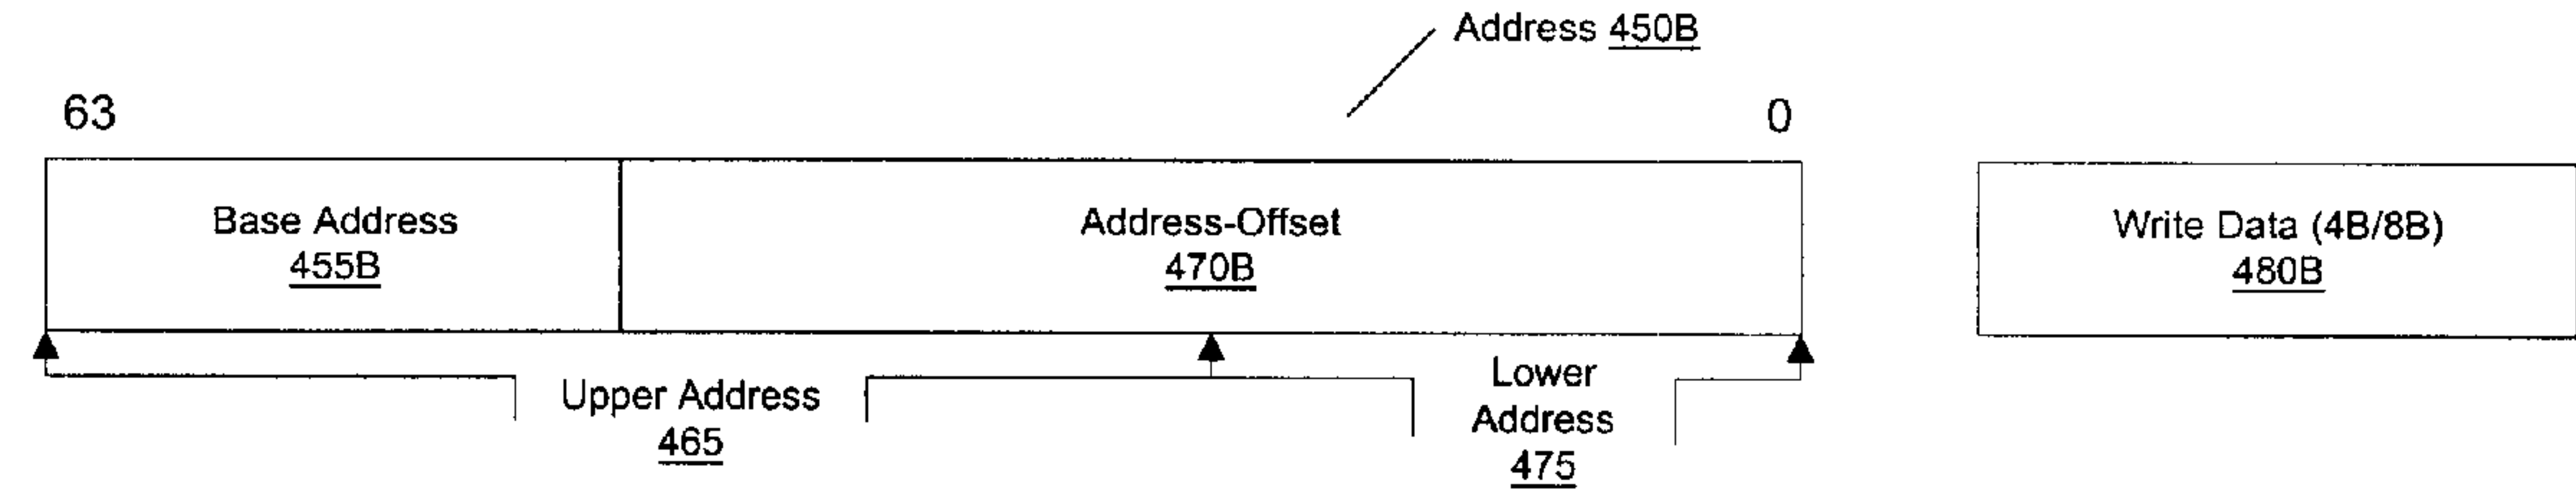 Address 450B
63
0
Base Address
455B
Address-Offset
470B
Write Data (4B/8B)
480B
Upper Address
465
Lower
Address
475